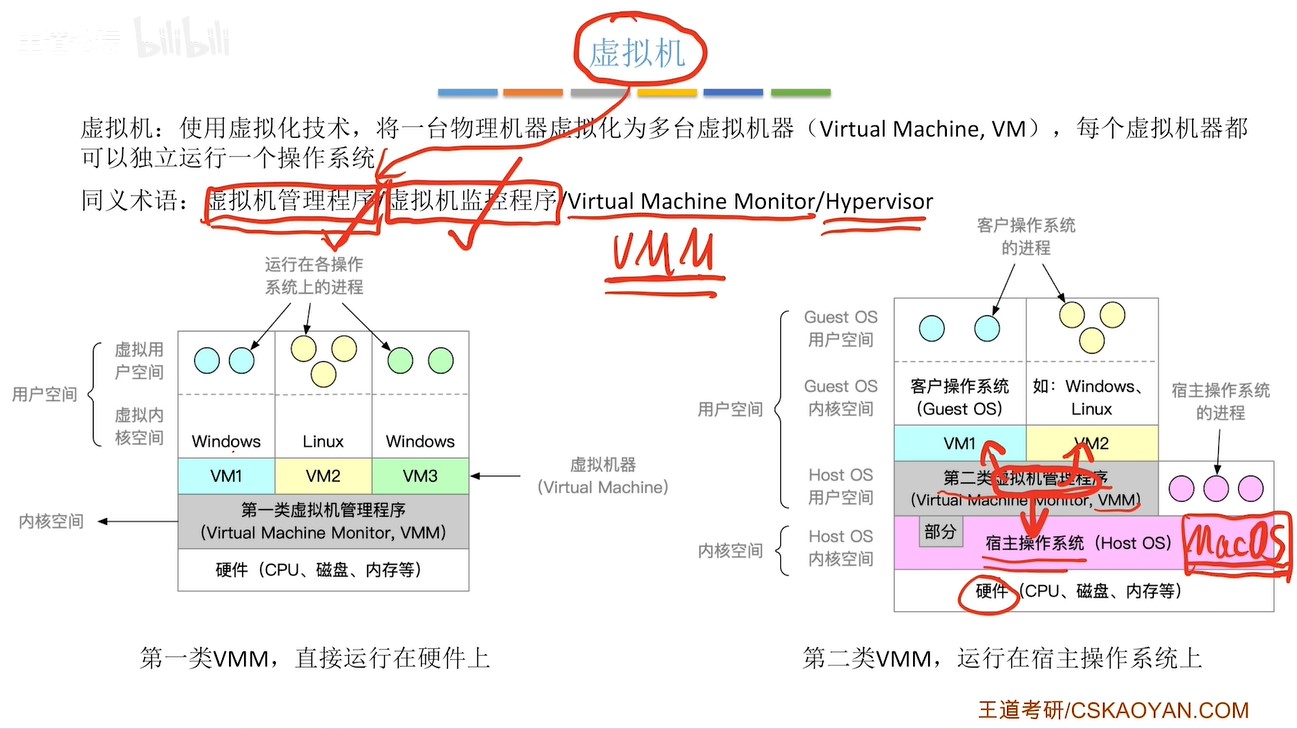 bilibili
虚拟机
虚拟机：使用虚拟化技术，将一台物理机器虚拟化为多台虚拟机器（Virtual Machine, VM），每个虚拟机器都
可以独立运行一个操作系统
同义术语：虚拟机管理程序/虚拟机监控程序/Virtual Machine Monitor/Hypervisor
VMM
运行在各操作
系统上的进程
用户空间
虚拟用
户空间
虚拟内
核空间
Windows
Linux
Windows
VM1
VM2
VM3
虚拟机器
（Virtual Machine）
内核空间
第一类虚拟机管理程序
（Virtual Machine Monitor, VMM）
硬件（CPU、磁盘、内存等）
第一类VMM，直接运行在硬件上
客户操作系统
的进程
Guest OS
用户空间
用户空间
Guest OS
内核空间
客户操作系统
（Guest OS）
如：Windows、
Linux
宿主操作系统
的进程
VM1
VM2
Host OS
用户空间
第二类虚拟机管理程序
（Virtual Machine Monitor, VMM）
内核空间
Host OS
内核空间
部分
宿主操作系统（Host OS）
MacOS
硬件（CPU、磁盘、内存等）
第二类VMM，运行在宿主操作系统上
王道考研/CSKAOYAN.COM